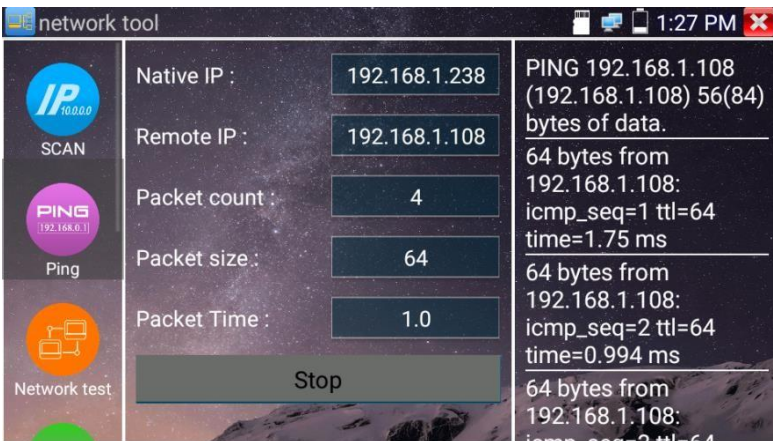 network tool
1:27 PM
IP
10.0.0.0
SCAN
PING
192.168.0.1
Ping
Network test
Native IP :
192.168.1.238
Remote IP :
192.168.1.108
Packet count :
4
Packet size :
64
Packet Time :
1.0
Stop
PING 192.168.1.108
(192.168.1.108) 56(84)
bytes of data.
64 bytes from
192.168.1.108:
icmp_seq=1 ttl=64
time=1.75 ms
64 bytes from
192.168.1.108:
icmp_seq=2 ttl=64
time=0.994 ms
64 bytes from
192.168.1.108:
icmp_seq=3 ttl=64